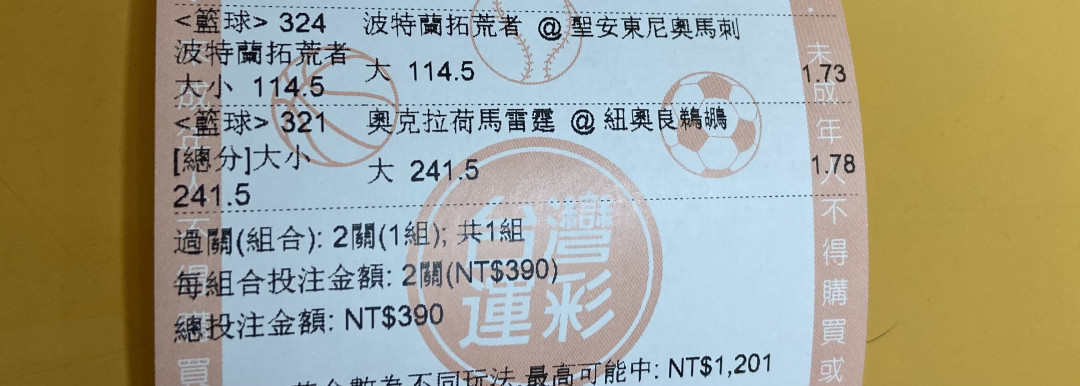 <籃球> 324 波特蘭拓荒者 @ 聖安東尼奧馬刺
波特蘭拓荒者
大小 114.5 大 114.5 1.73
<籃球> 321 奧克拉荷馬雷霆 @ 紐奧良鵜鶘
[總分]大小
241.5 大 241.5 1.78
過關(組合): 2關(1組); 共1組
每組合投注金額: 2關(NT$390)
總投注金額: NT$390
不同玩法,最高可能中: NT$1,201
台灣
運彩
未成年人不得購買或